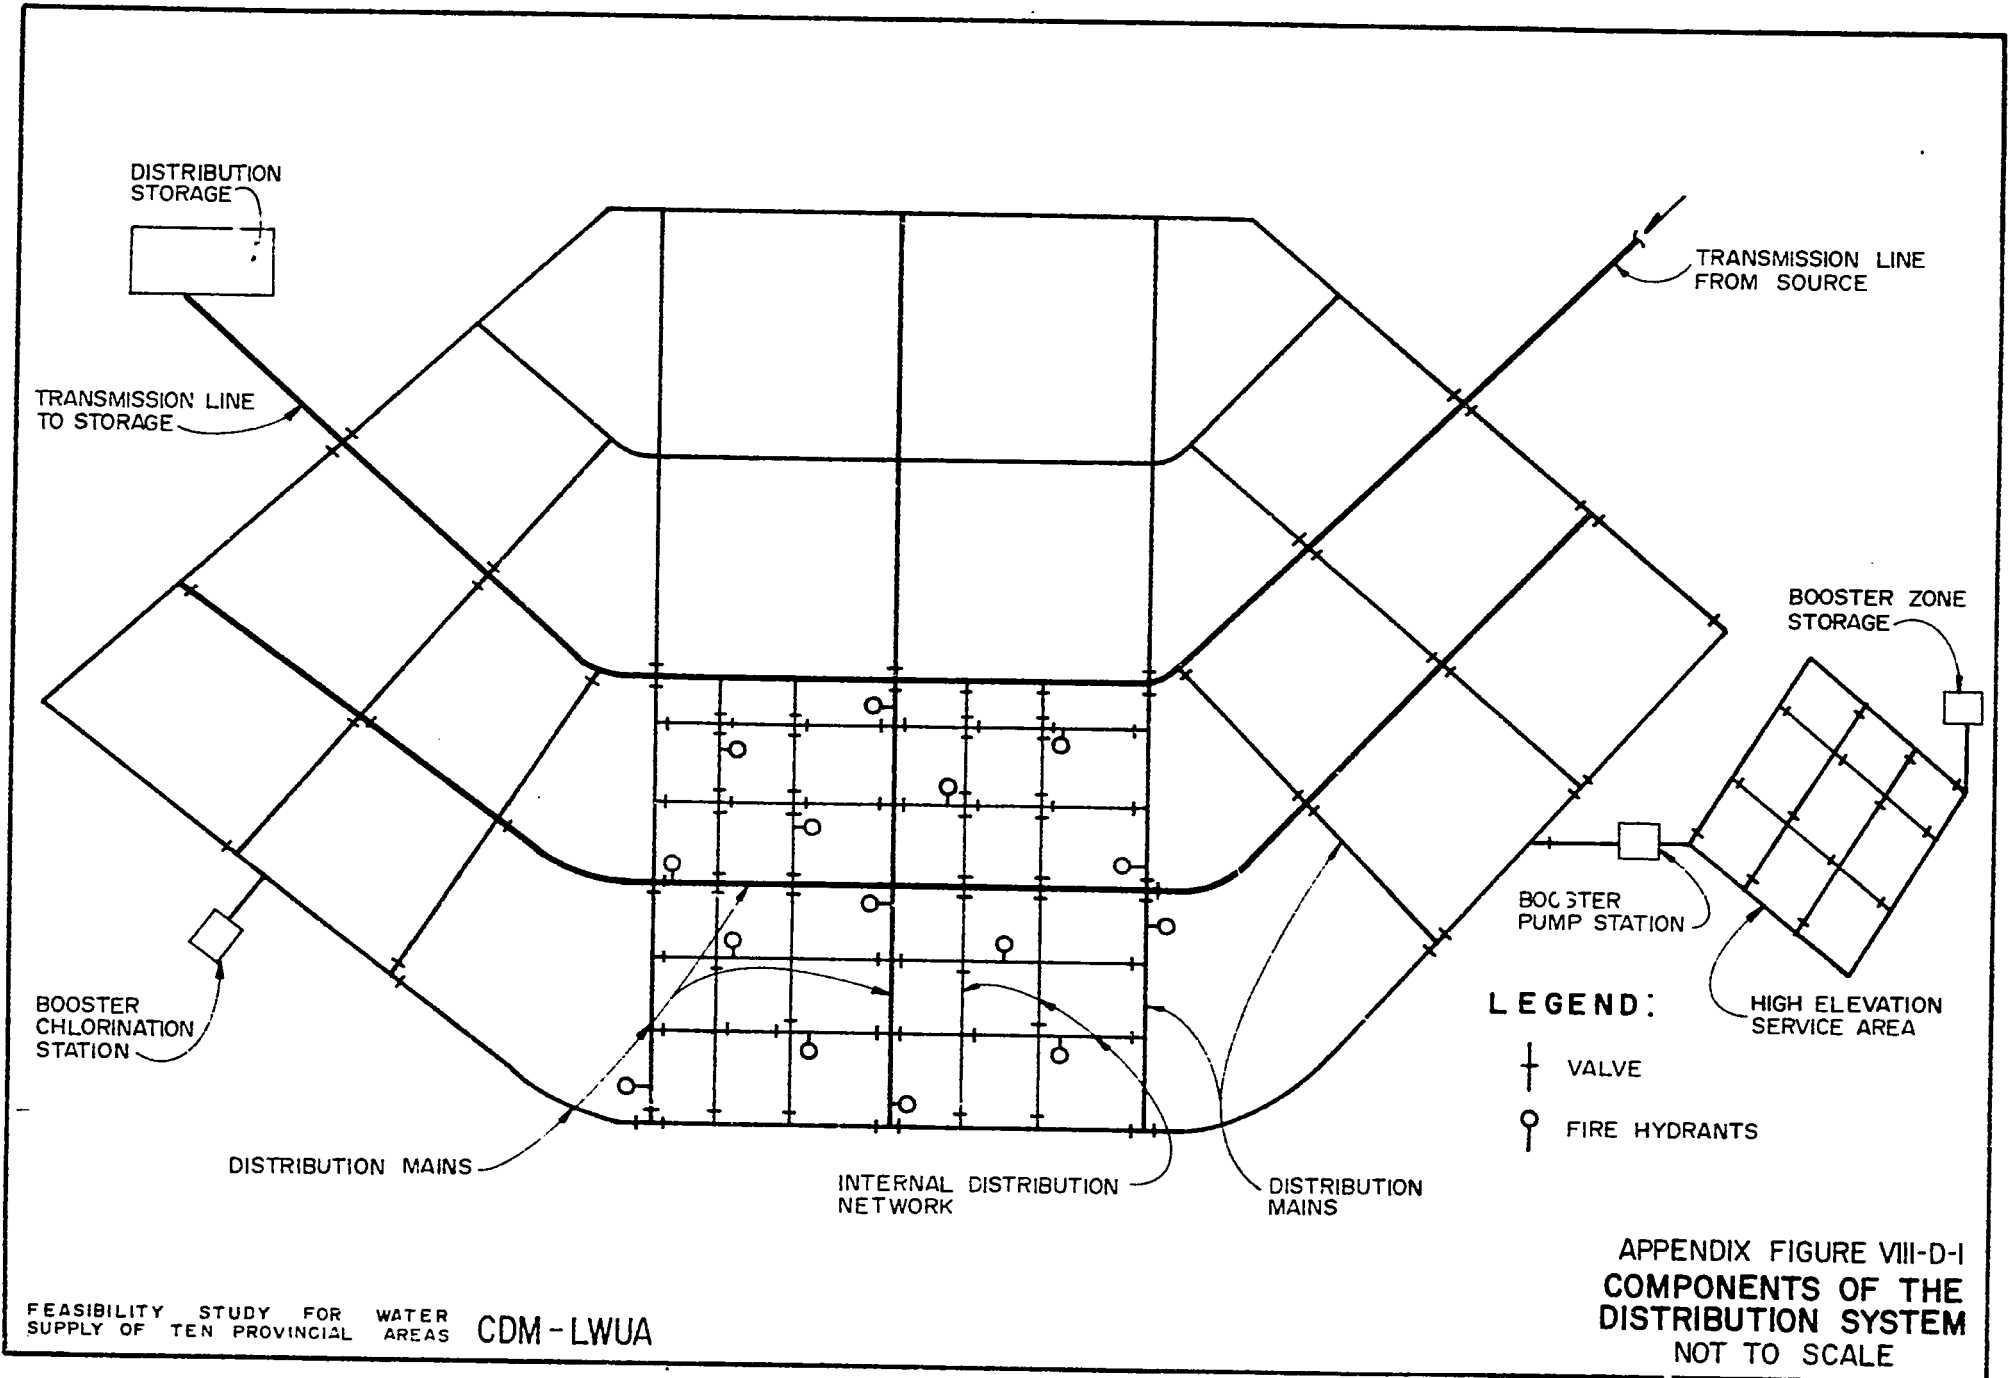 DISTRIBUTION
STORAGE
TRANSMISSION LINE
FROM SOURCE
TRANSMISSION LINE
TO STORAGE
BOOSTER ZONE
STORAGE
BOOSTER
PUMP STATION
BOOSTER
CHLORINATION
STATION
LEGEND:
HIGH ELEVATION
SERVICE AREA
VALVE
FIRE HYDRANTS
DISTRIBUTION MAINS
INTERNAL DISTRIBUTION
NETWORK
DISTRIBUTION
MAINS
APPENDIX FIGURE VIII-D-1
COMPONENTS OF THE
DISTRIBUTION SYSTEM
NOT TO SCALE
FEASIBILITY STUDY FOR WATER
SUPPLY OF TEN PROVINCIAL AREAS
CDM-LWUA